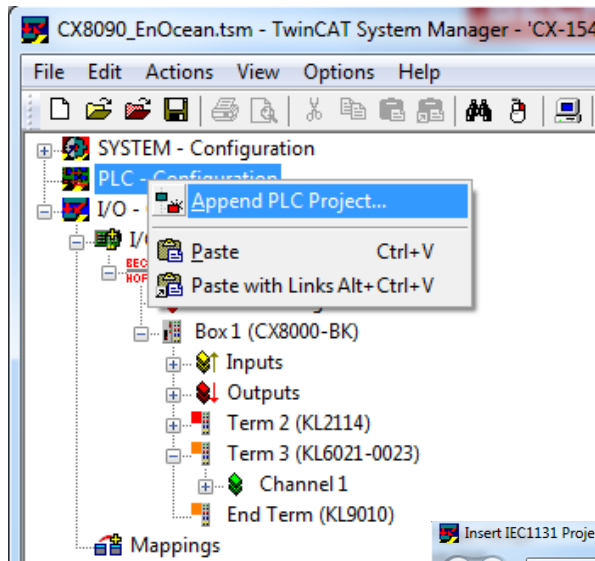 CX8090_EnOcean.tsm - TwinCAT System Manager - 'CX-154
File Edit Actions View Options Help
SYSTEM - Configuration
PLC - Configuration
Append PLC Project...
I/O -
I/
Paste Ctrl+V
BEC
HOF
Paste with Links Alt+Ctrl+V
Box 1 (CX8000-BK)
Inputs
Outputs
Term 2 (KL2114)
Term 3 (KL6021-0023)
Channel 1
End Term (KL9010)
Mappings
Insert IEC1131 Proje